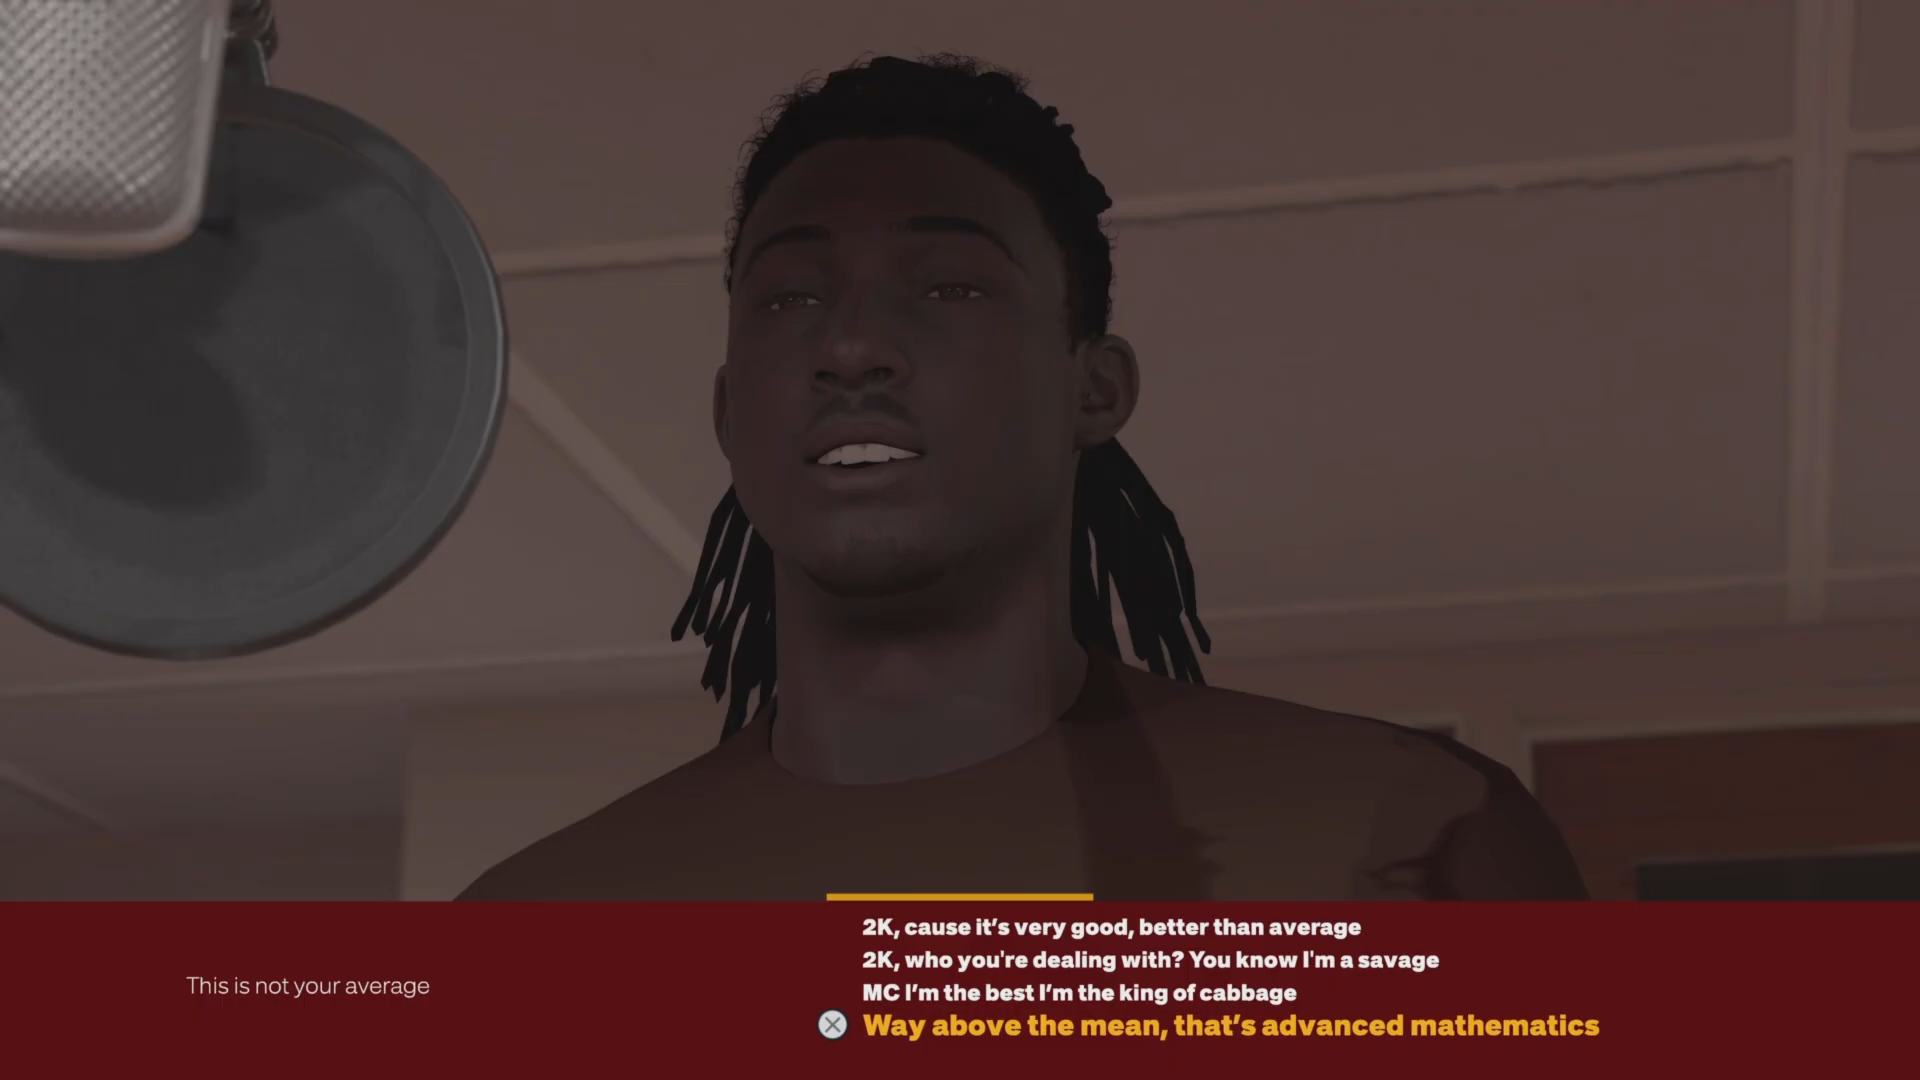 This is not your average
2K, cause it’s very good, better than average
2K, who you're dealing with? You know I'm a savage
MC I’m the best I’m the king of cabbage
Way above the mean, that’s advanced mathematics